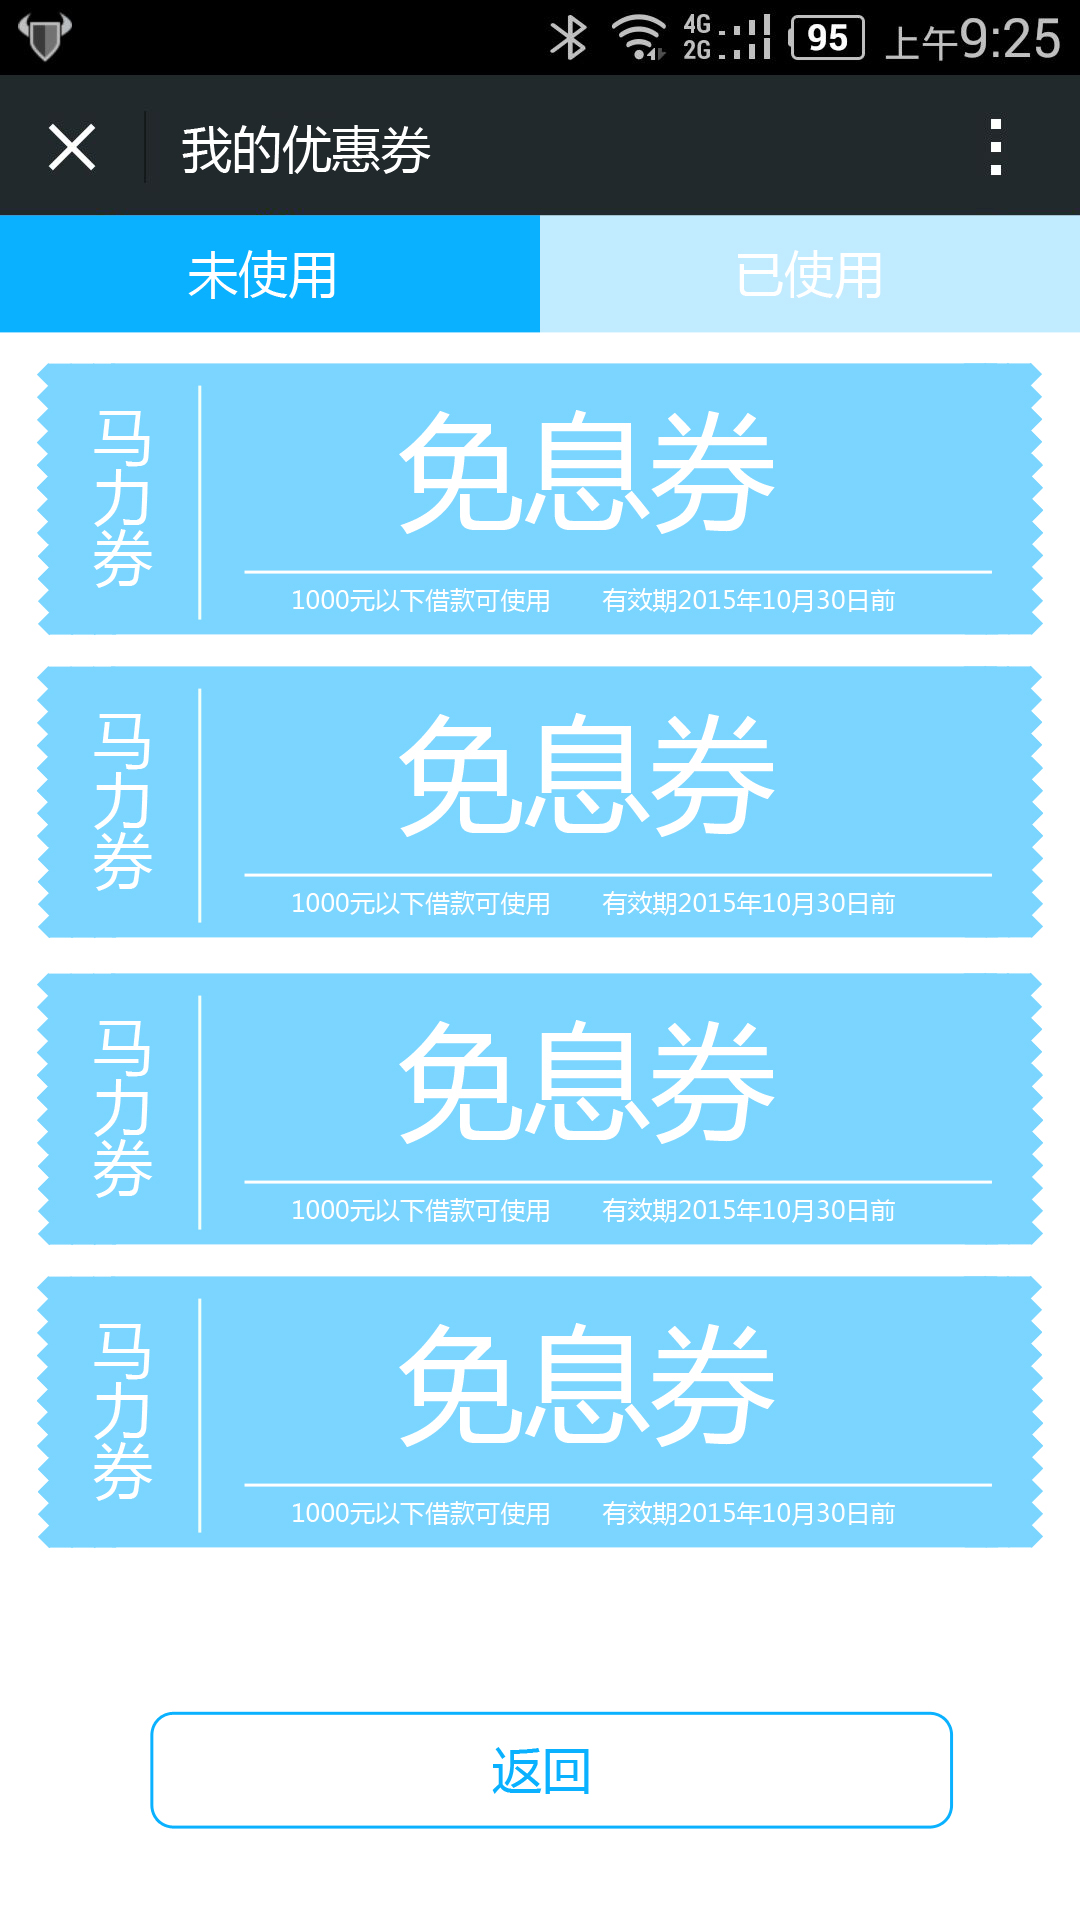 4G
2G
95
上午9:25
我的优惠券
未使用
已使用
马力券
免息券
1000元以下借款可使用 有效期2015年10月30日前
马力券
免息券
1000元以下借款可使用 有效期2015年10月30日前
马力券
免息券
1000元以下借款可使用 有效期2015年10月30日前
马力券
免息券
1000元以下借款可使用 有效期2015年10月30日前
返回